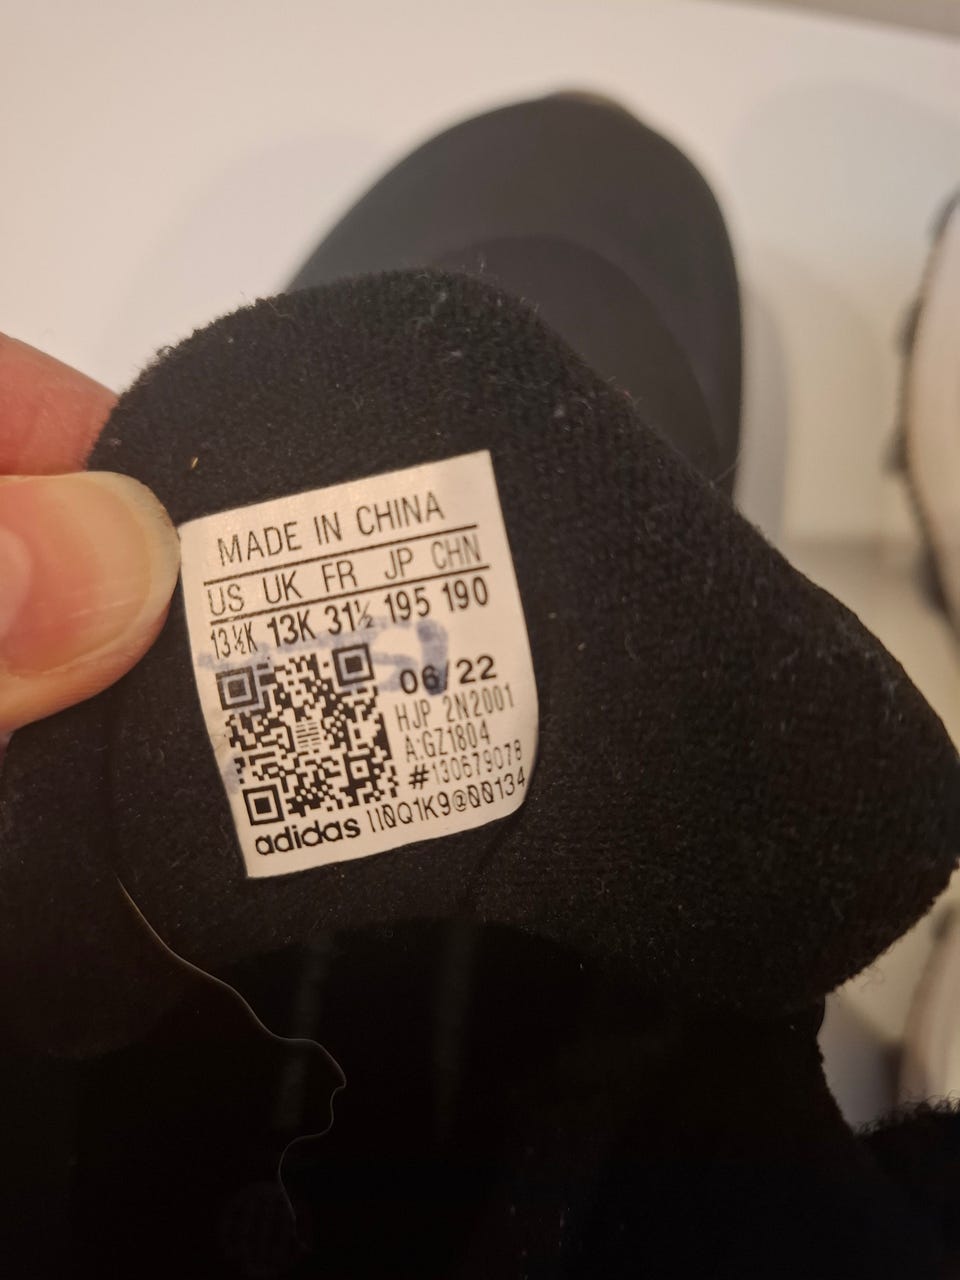 MADE IN CHINA
US UK FR JP CHN
13½K 13K 31½ 195 190
06/22
HJP 2N2001
A:GZ1804
#130679078
adidas II0Q1K9@00134